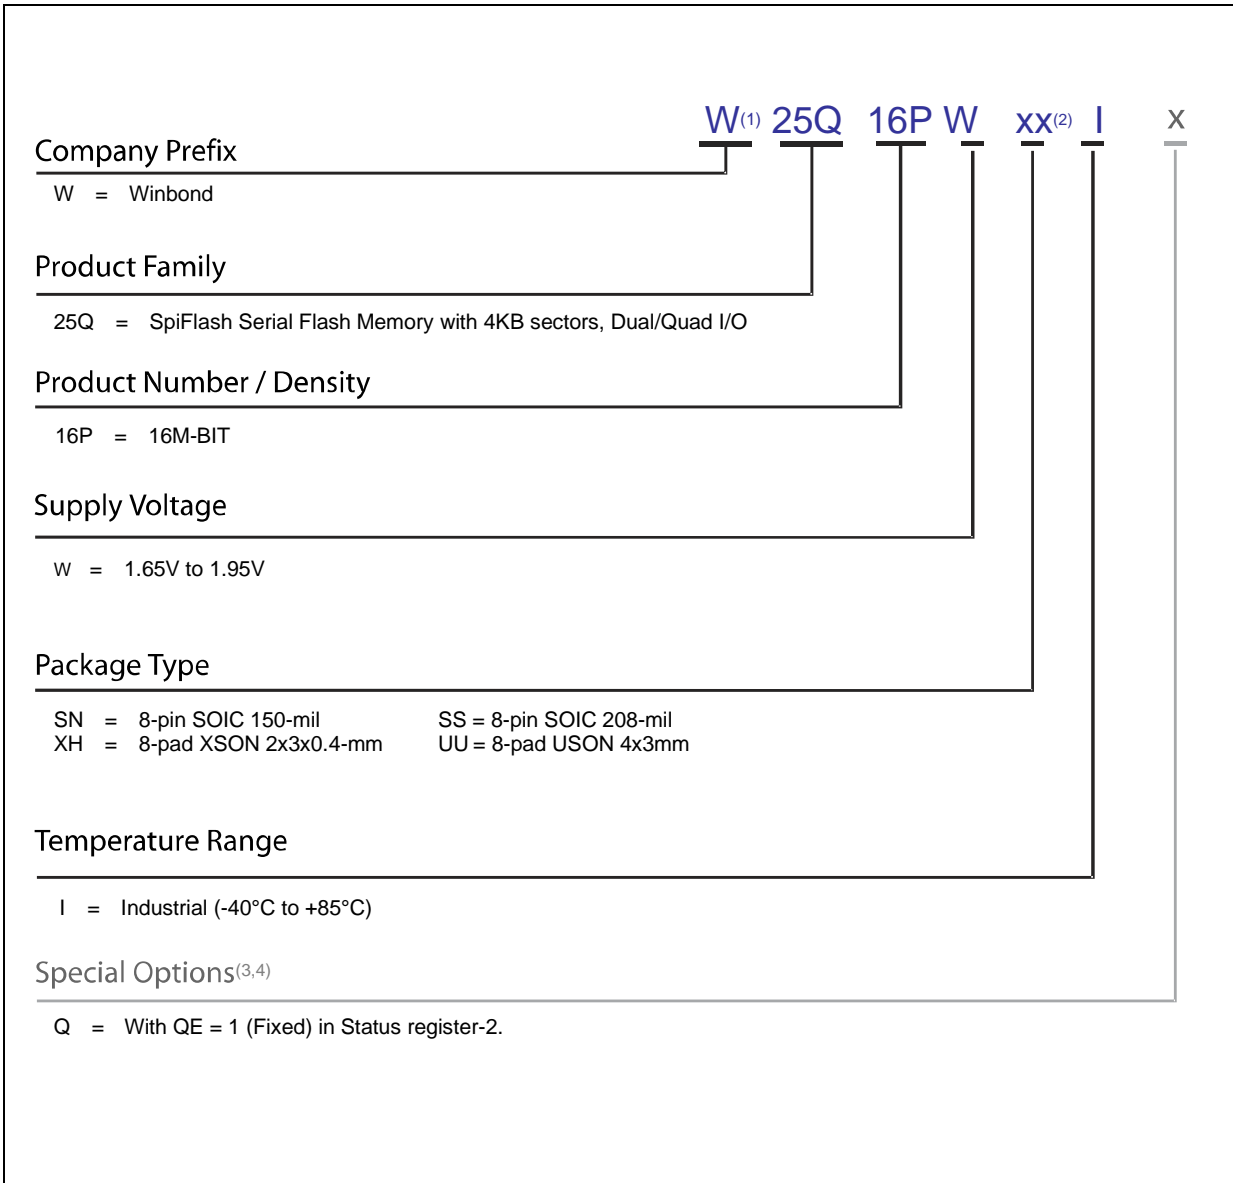 W(1) 25Q 16P W xx(2) I x
Company Prefix
W = Winbond
Product Family
25Q = SpiFlash Serial Flash Memory with 4KB sectors, Dual/Quad I/O
Product Number / Density
16P = 16M-BIT
Supply Voltage
W = 1.65V to 1.95V
Package Type
SN = 8-pin SOIC 150-mil SS = 8-pin SOIC 208-mil
XH = 8-pad XSON 2x3x0.4-mm UU = 8-pad USON 4x3mm
Temperature Range
I = Industrial (-40°C to +85°C)
Special Options(3,4)
Q = With QE = 1 (Fixed) in Status register-2.